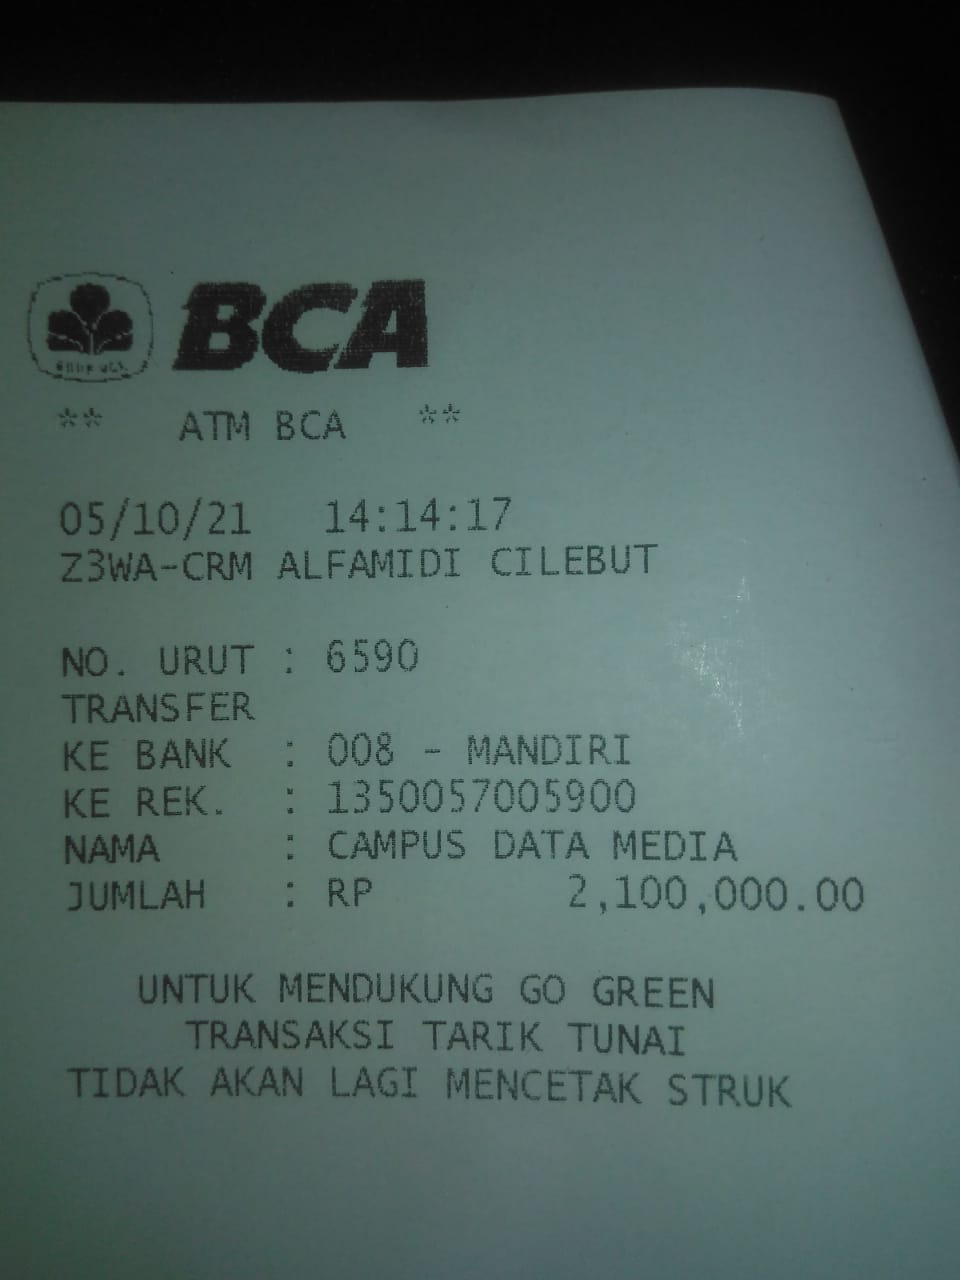 BCA
** ATM BCA **
05/10/21 14:14:17
Z3WA-CRM ALFAMIDI CILEBUT
NO. URUT : 6590
TRANSFER
KE BANK : 008 - MANDIRI
KE REK. : 1350057005900
NAMA : CAMPUS DATA MEDIA
JUMLAH : RP 2,100,000.00
UNTUK MENDUKUNG GO GREEN
TRANSAKSI TARIK TUNAI
TIDAK AKAN LAGI MENCETAK STRUK